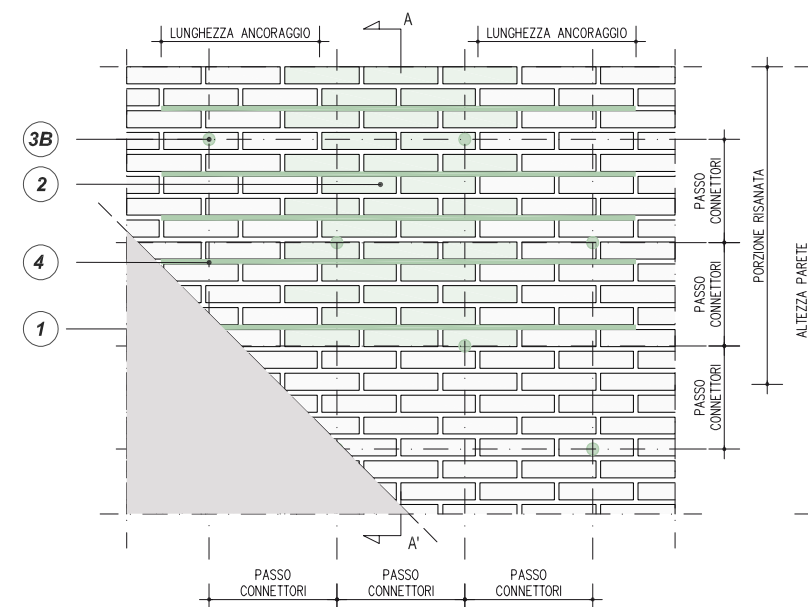 A
LUNGHEZZA ANCORAGGIO
LUNGHEZZA ANCORAGGIO
3B
2
4
1
PASSO
CONNETTORI
PASSO
CONNETTORI
PASSO
CONNETTORI
PORZIONE RISANATA
ALTEZZA PARETE
A'
PASSO
CONNETTORI
PASSO
CONNETTORI
PASSO
CONNETTORI